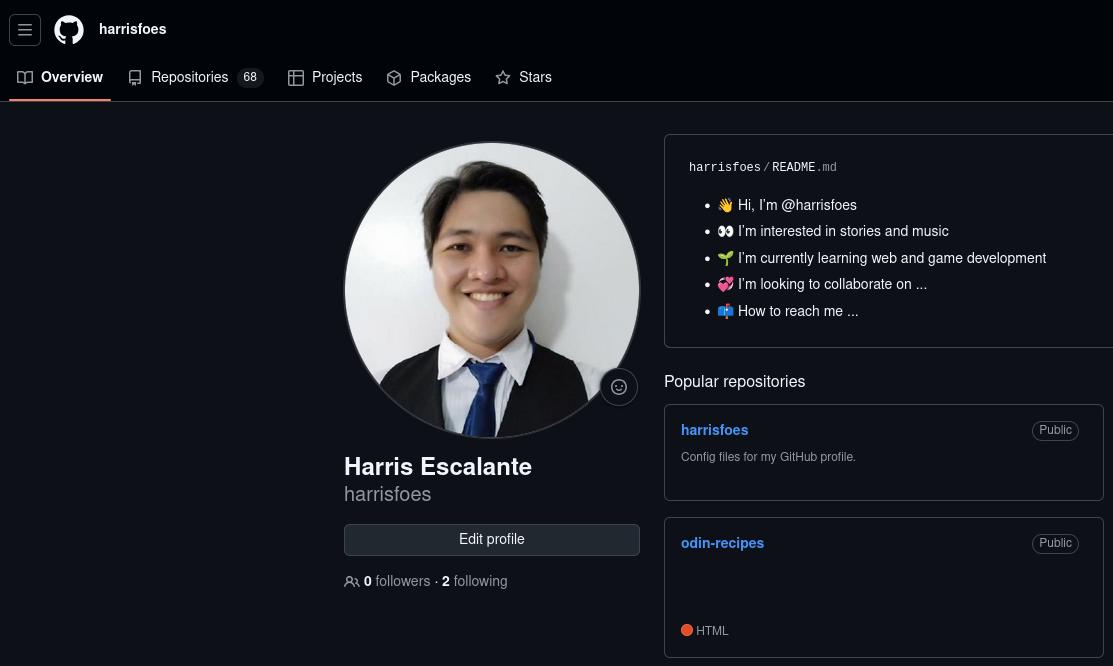 harrisfoes
Overview Repositories 68 Projects Packages Stars
harrisfoes/README.md
👋 Hi, I’m @harrisfoes
👀 I’m interested in stories and music
🌱 I’m currently learning web and game development
💞️ I’m looking to collaborate on ...
📫 How to reach me ...
Harris Escalante
harrisfoes
Edit profile
0 followers · 2 following
Popular repositories
harrisfoes Public
Config files for my GitHub profile.
odin-recipes Public
HTML